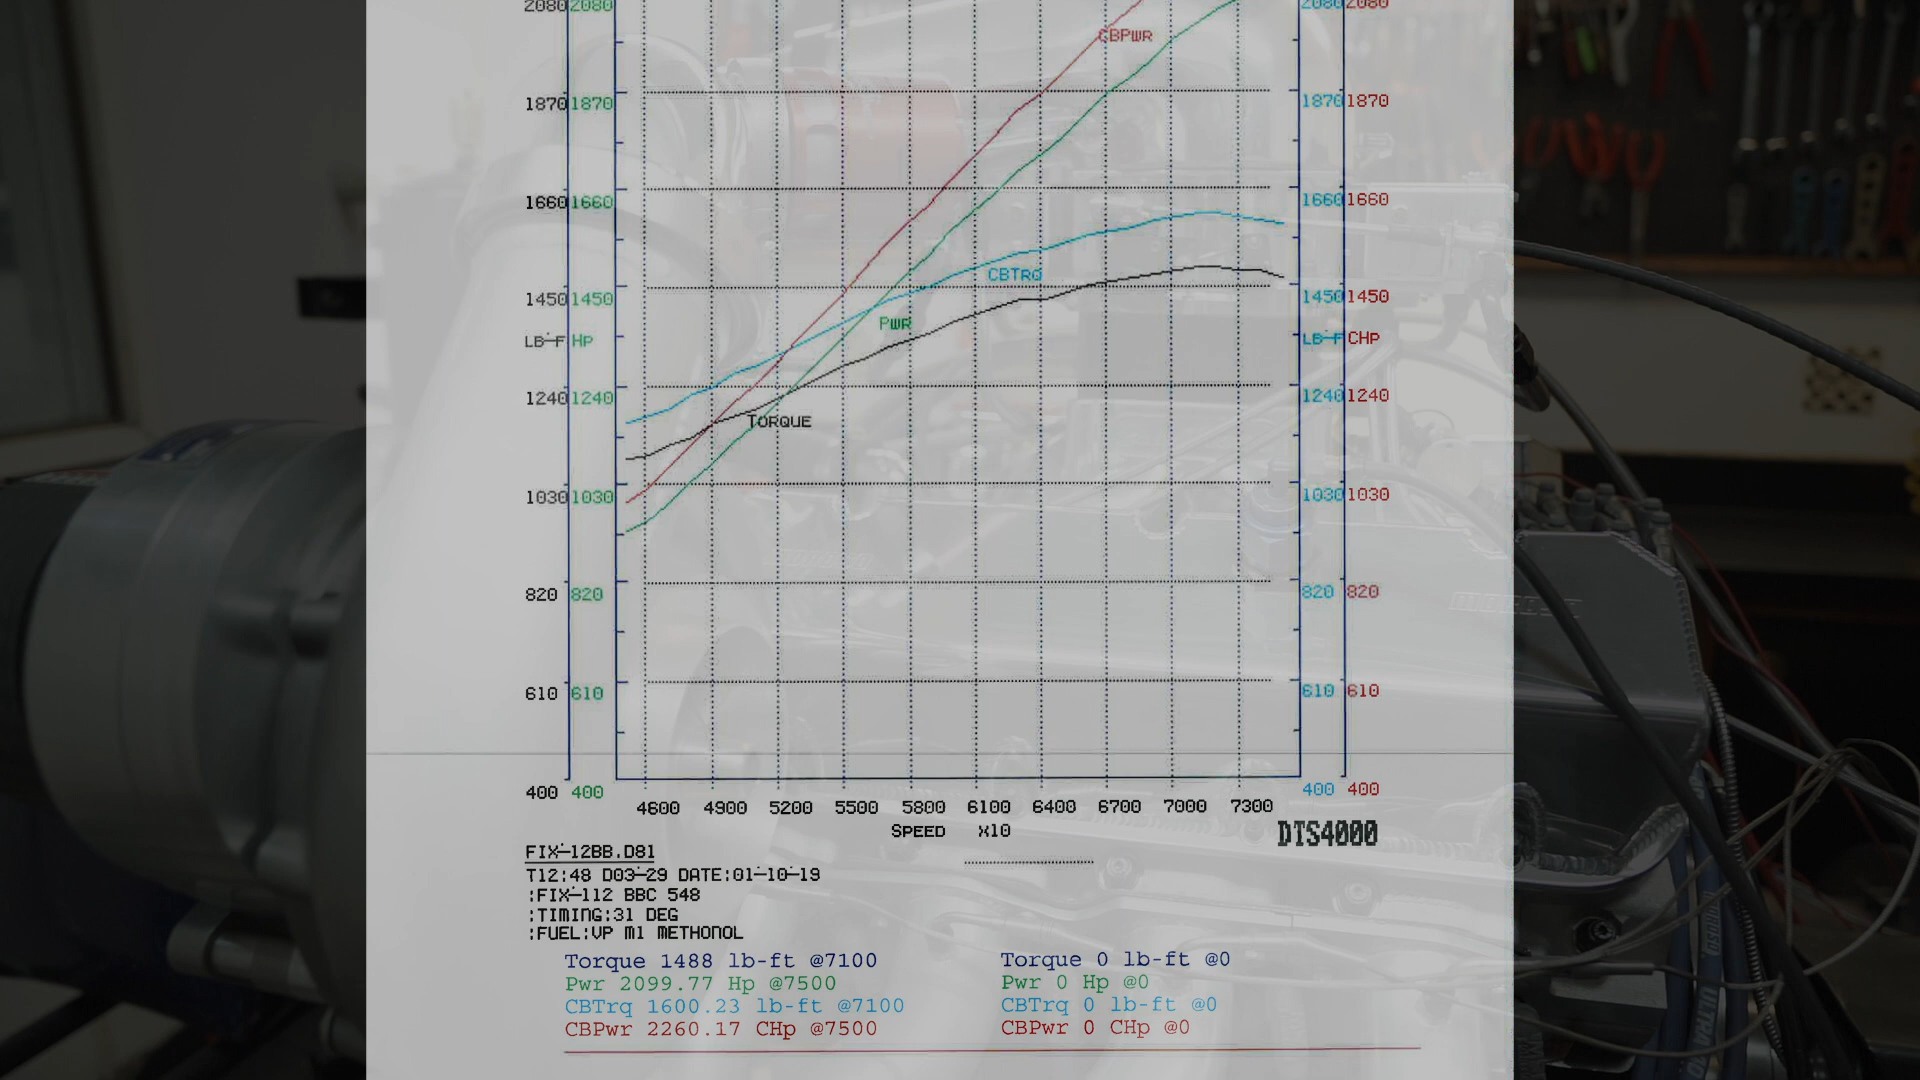 2080 2080 2080 2080
CBPWR
1870 1870 1870 1870
1660 1660 1660 1660
CBTRQ
1450 1450 1450 1450
PWR
LB-F HP LB-F CHP
1240 1240 1240 1240
TORQUE
1030 1030 1030 1030
820 820 820 820
610 610 610 610
400 400 400 400
4600 4900 5200 5500 5800 6100 6400 6700 7000 7300
SPEED X10
DTS4000
FIX-12BB.D81
T12:48 D03-29 DATE:01-10-19
:FIX-112 BBC 548
:TIMING:31 DEG
:FUEL:VP M1 METHONOL
Torque 1488 lb-ft @7100 Torque 0 lb-ft @0
Pwr 2099.77 Hp @7500 Pwr 0 Hp @0
CBTrq 1600.23 lb-ft @7100 CBTrq 0 lb-ft @0
CBPwr 2260.17 CHp @7500 CBPwr 0 CHp @0